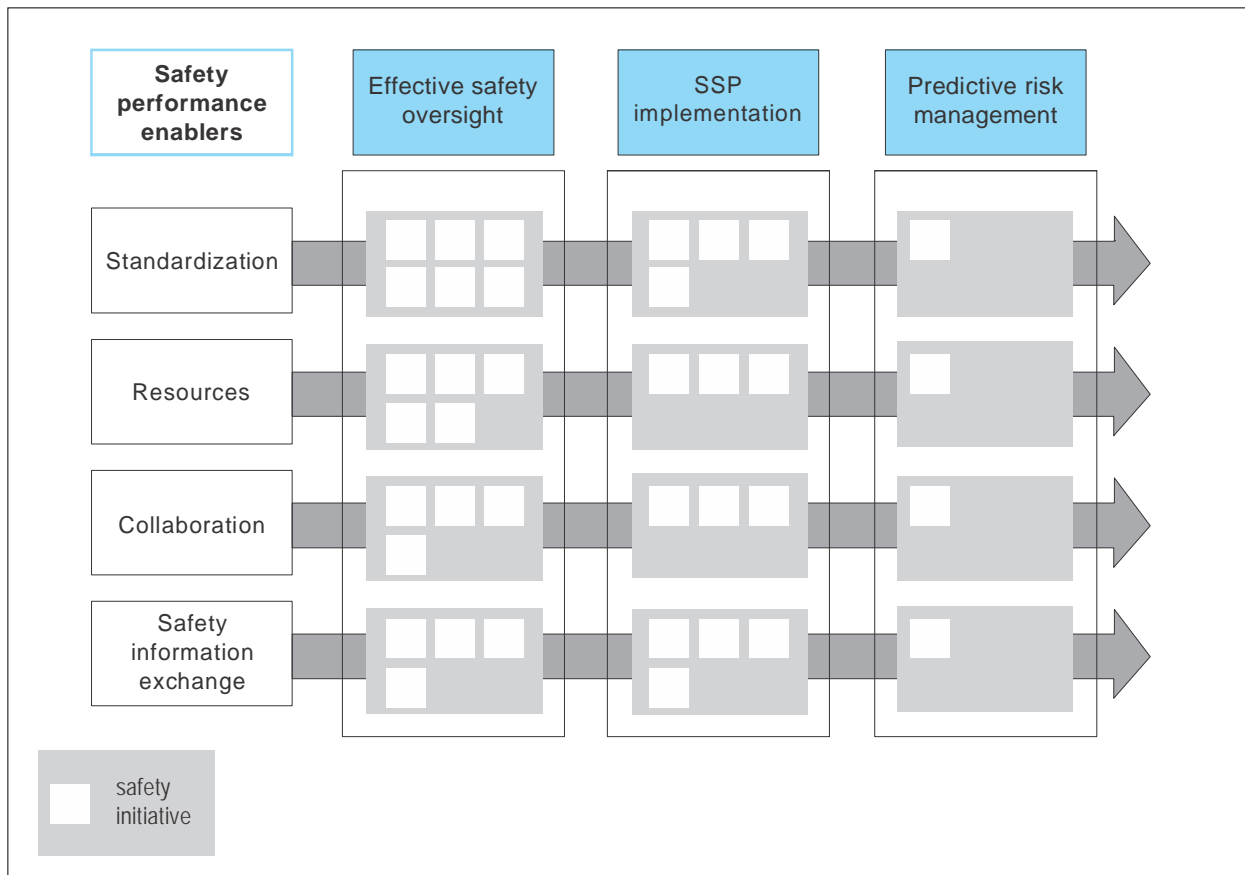 Safety
performance
enablers
Effective safety
oversight
SSP
implementation
Predictive risk
management
Standardization
Resources
Collaboration
Safety
information
exchange
safety
initiative